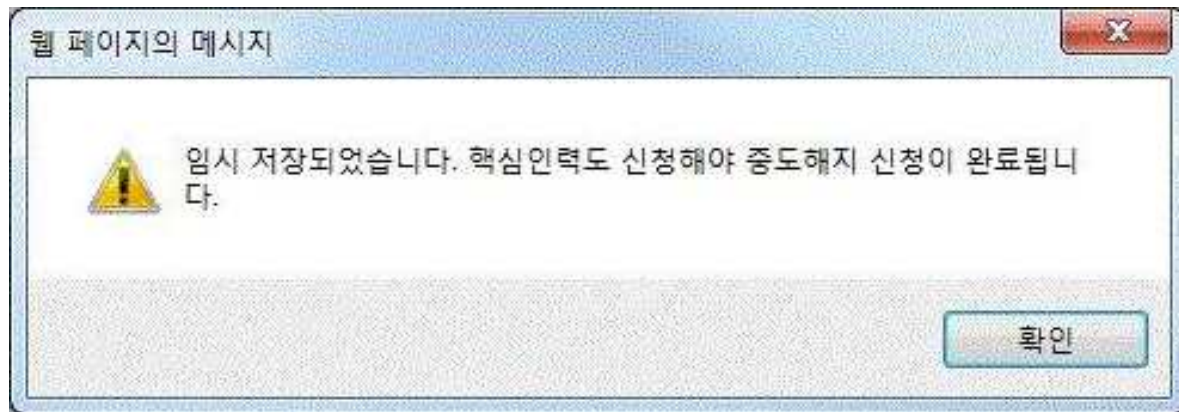 웹 페이지의 메시지
임시 저장되었습니다. 핵심인력도 신청해야 중도해지 신청이 완료됩니
다.
확인